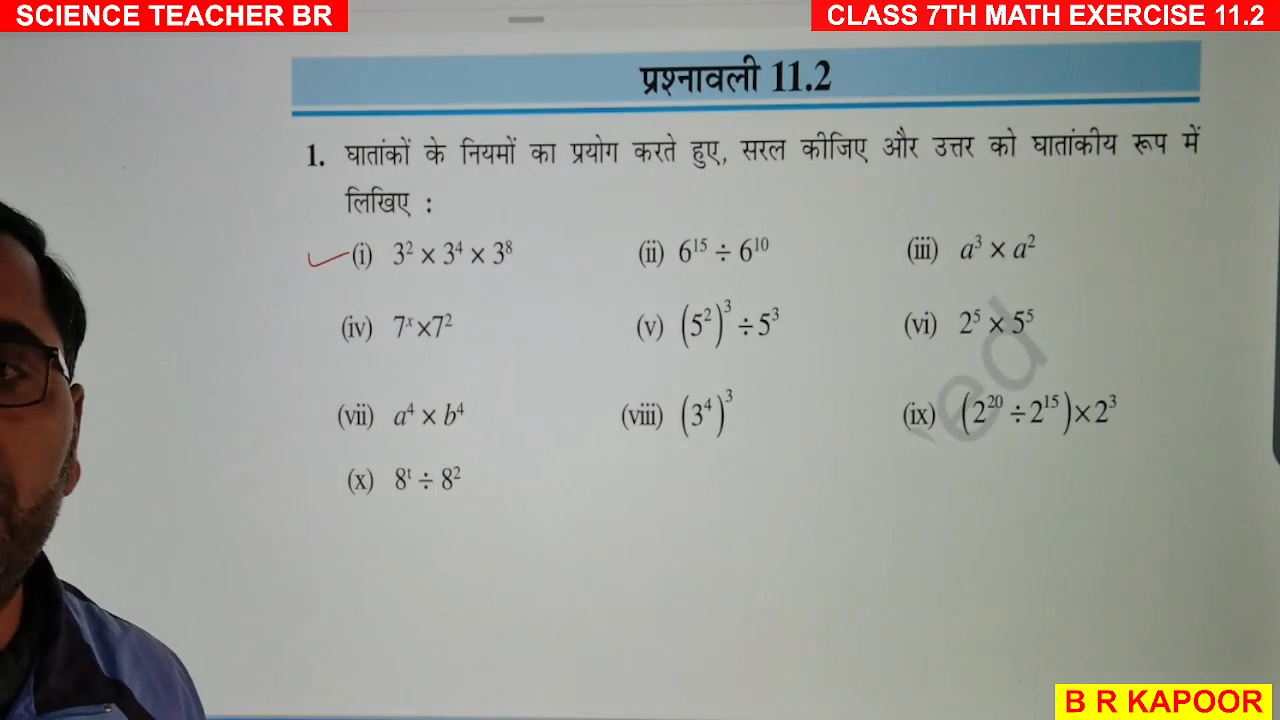 SCIENCE TEACHER BR
CLASS 7TH MATH EXERCISE 11.2
प्रश्नावली 11.2
1. घातांकों के नियमों का प्रयोग करते हुए, सरल कीजिए और उत्तर को घातांकीय रूप में
लिखिए :
(i) 3² × 3⁴ × 3⁸ (ii) 6¹⁵ ÷ 6¹⁰ (iii) a³ × a²
(iv) 7ˣ×7² (v) (5²)³ ÷ 5³ (vi) 2⁵ × 5⁵
(vii) a⁴ × b⁴ (viii) (3⁴)³ (ix) (2²⁰ ÷ 2¹⁵) × 2³
(x) 8ᵗ ÷ 8²
ed
B R KAPOOR